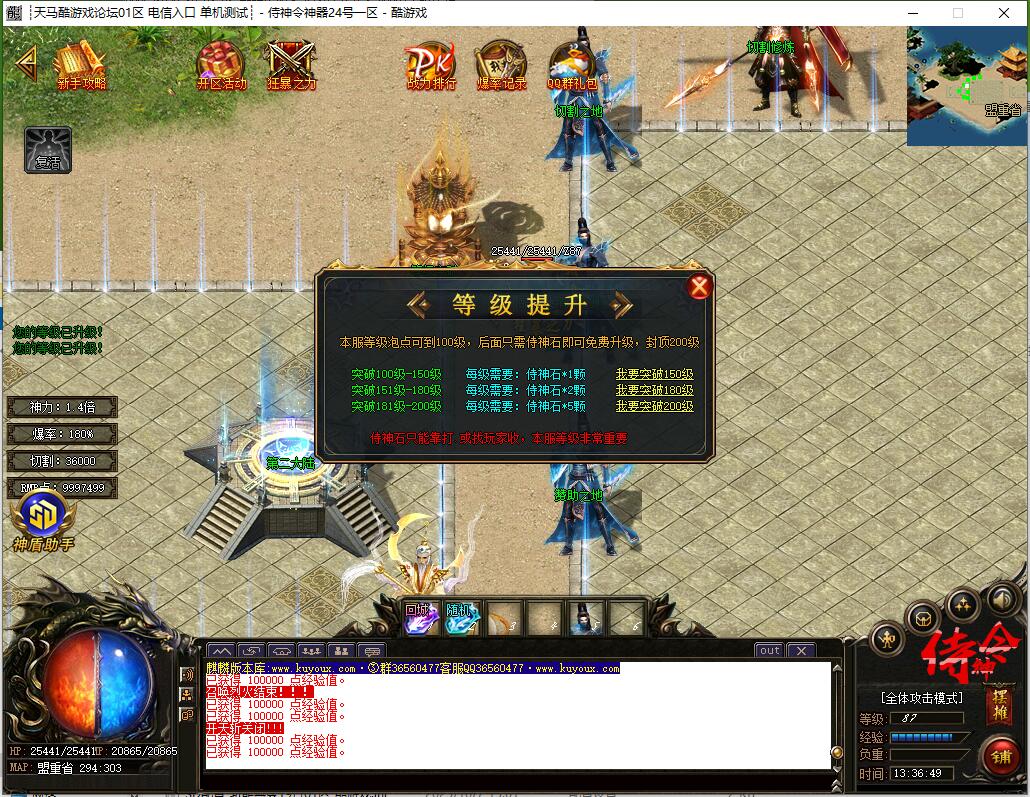 天马酷游戏论坛01区 电信入口 单机测试 - 侍神令神器24号一区 - 酷游戏
新手攻略
开区活动
狂暴之力
PK
战力排行
爆率记录
QQ群礼包
切割修炼
切割之地
盟重省
复活
25441/25441/Z87
等级提升
本服等级泡点可到100级，后面只需侍神石即可免费升级，封顶200级
突破100级-150级 每级需要：侍神石*1颗 我要突破150级
突破151级-180级 每级需要：侍神石*2颗 我要突破180级
突破181级-200级 每级需要：侍神石*5颗 我要突破200级
侍神石只能靠打 或找玩家收，本服等级非常重要
您的等级已升级！
您的等级已升级！
神力：1.4倍
爆率：180%
切割：36000
RMB点：9997499
神盾助手
第二大陆
赞助之地
回城
随机
3
4
5
6
out
麒麟版本库:www.kuyoux.com·③群36560477客服QQ36560477·www.kuyoux.com
已获得 100000 点经验值。
召唤烈火结束！！！
已获得 100000 点经验值。
已获得 100000 点经验值。
开天斩关闭!!!
已获得 100000 点经验值。
已获得 100000 点经验值。
HP: 25441/25441 MP: 20865/20865
MAP: 盟重省 294:303
侍神令
[全体攻击模式]
摆摊
等级: 87
经验:
负重:
铺
时间: 13:36:49